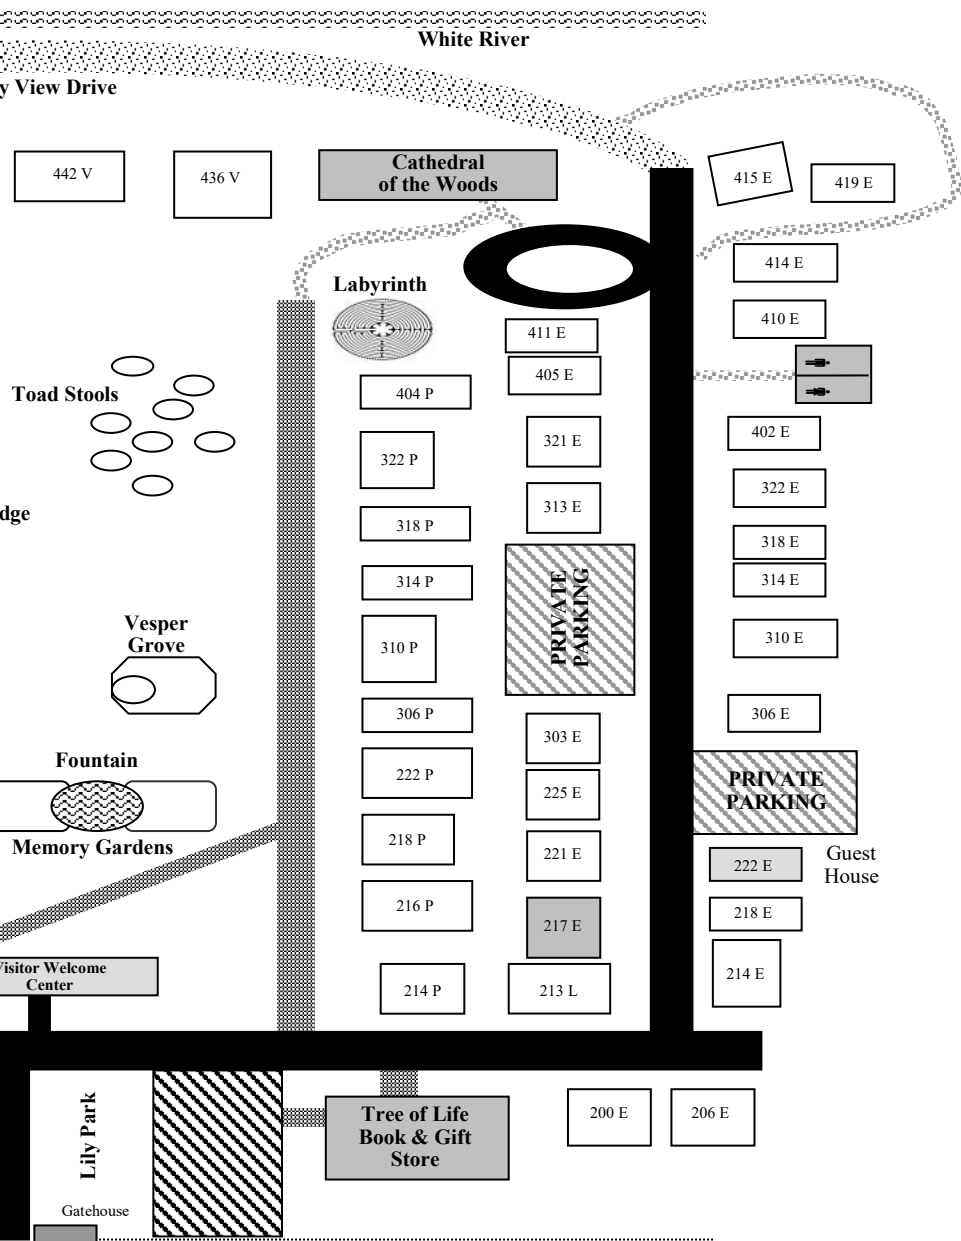 White River
y View Drive
442 V
436 V
Cathedral
of the Woods
415 E
419 E
414 E
Labyrinth
410 E
411 E
405 E
404 P
Toad Stools
402 E
321 E
322 P
322 E
313 E
dge
318 P
318 E
314 P
314 E
PRIVATE
PARKING
Vesper
Grove
310 P
310 E
306 P
306 E
303 E
Fountain
222 P
PRIVATE
PARKING
225 E
218 P
Memory Gardens
221 E
222 E
Guest
House
216 P
217 E
218 E
Visitor Welcome
Center
214 P
213 L
214 E
Lily Park
Tree of Life
Book & Gift
Store
200 E
206 E
Gatehouse